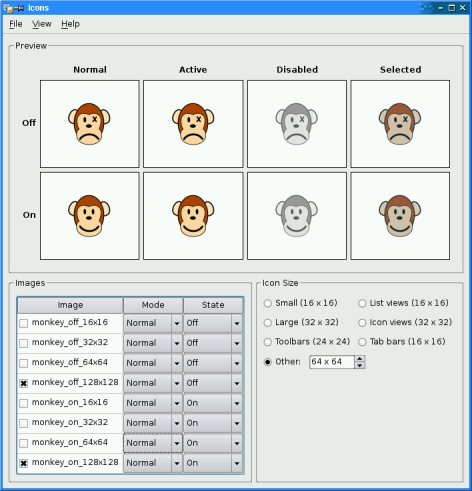 Icons
File View Help
Preview
Normal Active Disabled Selected
Off
On
Images
Image Mode State
monkey_off_16x16 Normal Off
monkey_off_32x32 Normal Off
monkey_off_64x64 Normal Off
monkey_off_128x128 Normal Off
monkey_on_16x16 Normal On
monkey_on_32x32 Normal On
monkey_on_64x64 Normal On
monkey_on_128x128 Normal On
Icon Size
Small (16 x 16) List views (16 x 16)
Large (32 x 32) Icon views (32 x 32)
Toolbars (24 x 24) Tab bars (16 x 16)
Other: 64 x 64